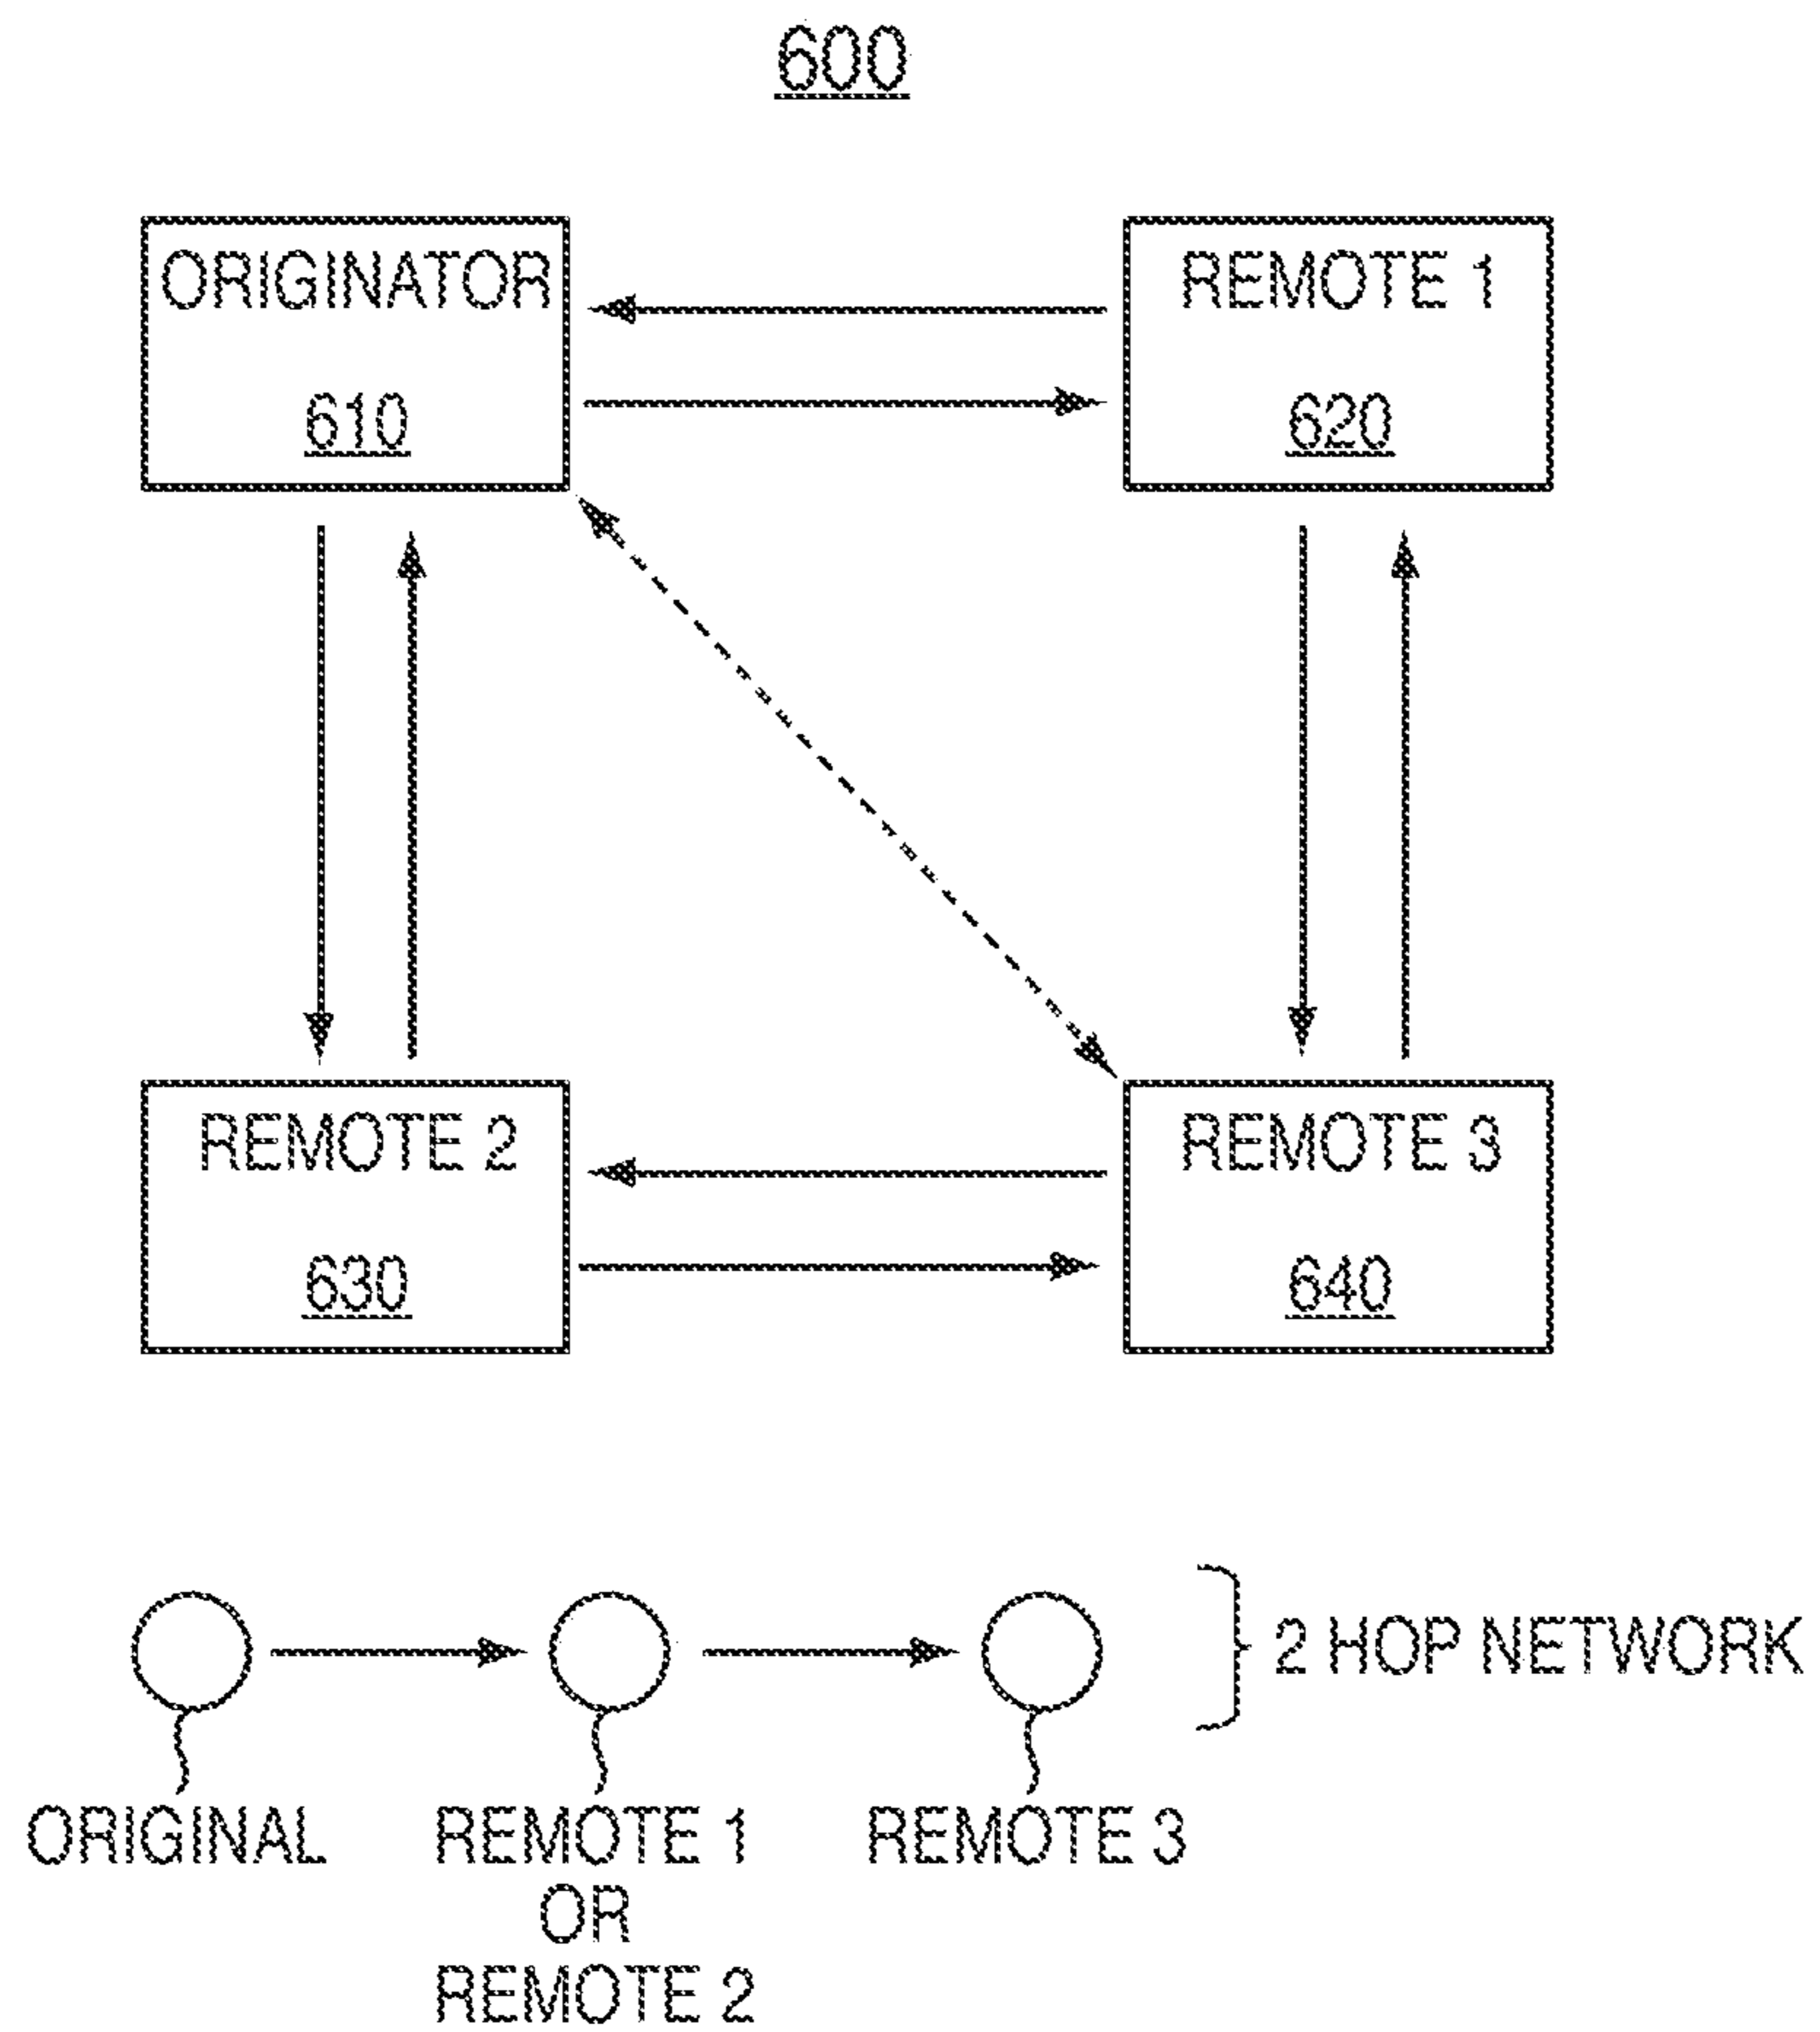 600
ORIGINATOR
610
REMOTE 1
620
REMOTE 2
630
REMOTE 3
640
2 HOP NETWORK
ORIGINAL
REMOTE 1
OR
REMOTE 2
REMOTE 3